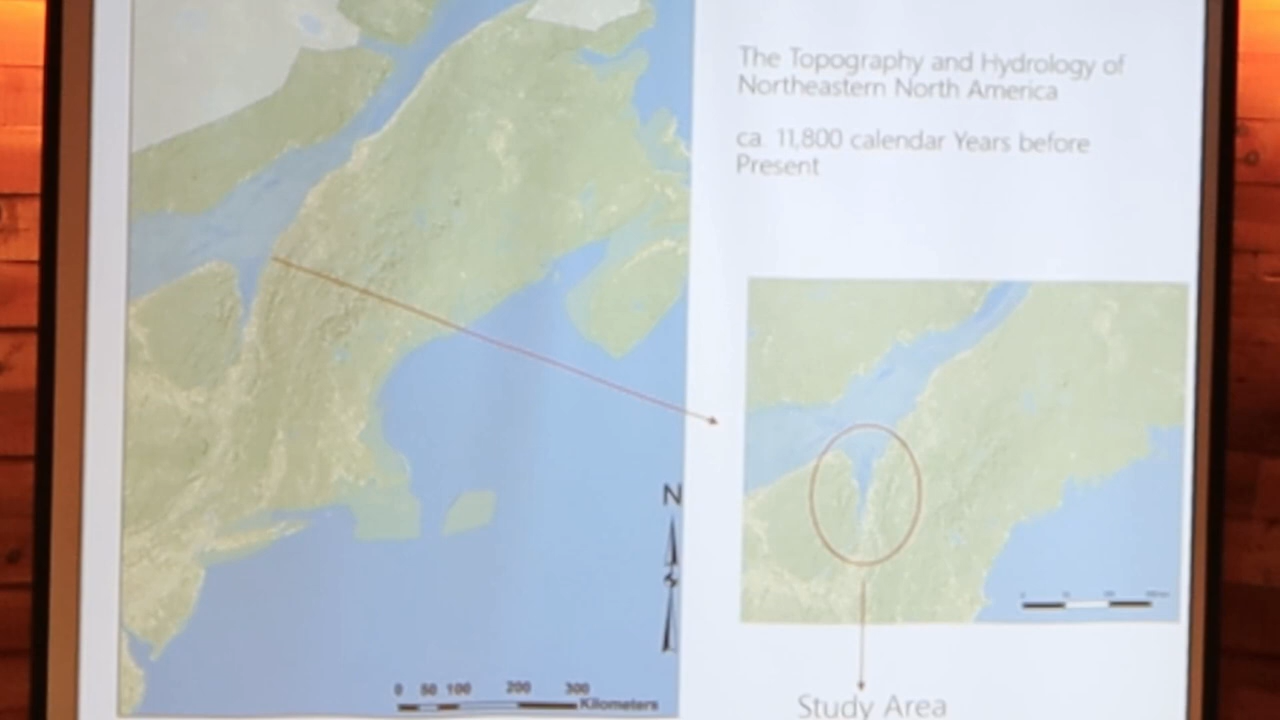 The Topography and Hydrology of
Northeastern North America
ca. 11,800 calendar Years before
Present
N
0 50 100 200 300
Kilometers
Study Area